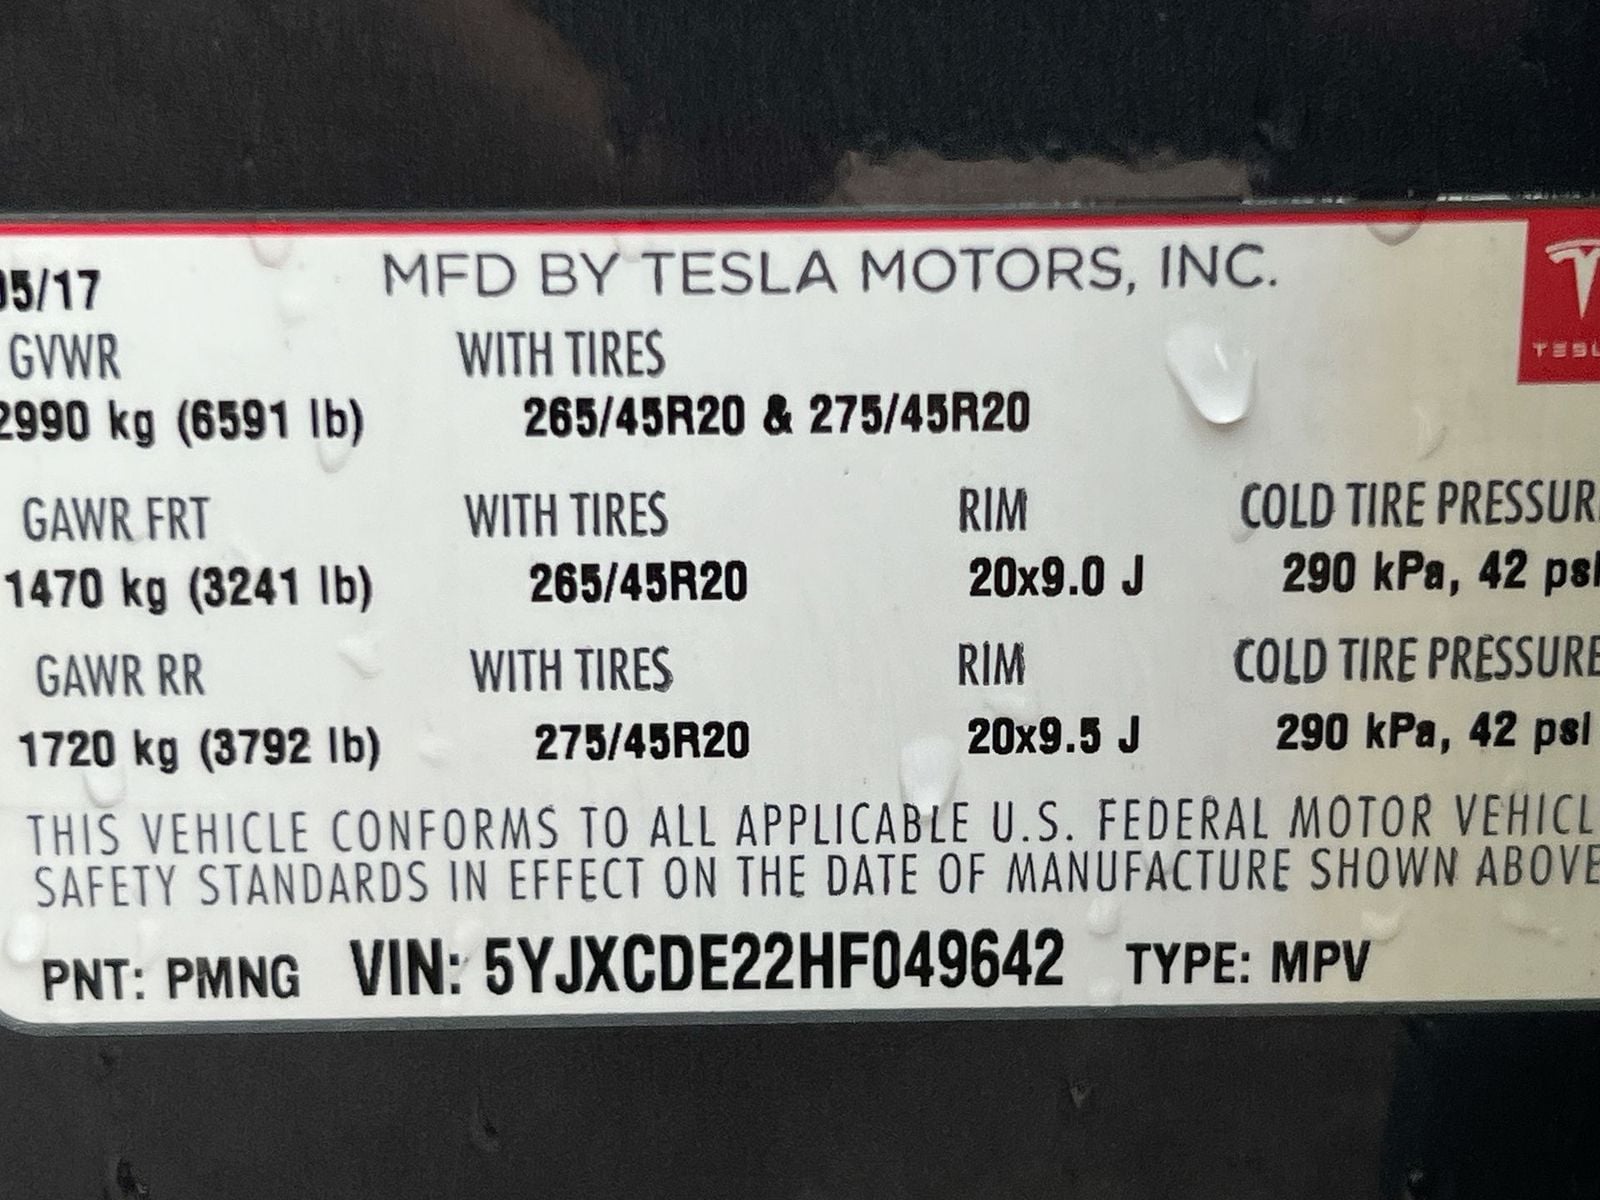 05/17 MFD BY TESLA MOTORS, INC.
TESL
GVWR WITH TIRES
2990 kg (6591 lb) 265/45R20 & 275/45R20
GAWR FRT WITH TIRES RIM COLD TIRE PRESSUR
1470 kg (3241 lb) 265/45R20 20x9.0 J 290 kPa, 42 psi
GAWR RR WITH TIRES RIM COLD TIRE PRESSURE
1720 kg (3792 lb) 275/45R20 20x9.5 J 290 kPa, 42 psi
THIS VEHICLE CONFORMS TO ALL APPLICABLE U.S. FEDERAL MOTOR VEHICL
SAFETY STANDARDS IN EFFECT ON THE DATE OF MANUFACTURE SHOWN ABOVE
PNT: PMNG VIN: 5YJXCDE22HF049642 TYPE: MPV